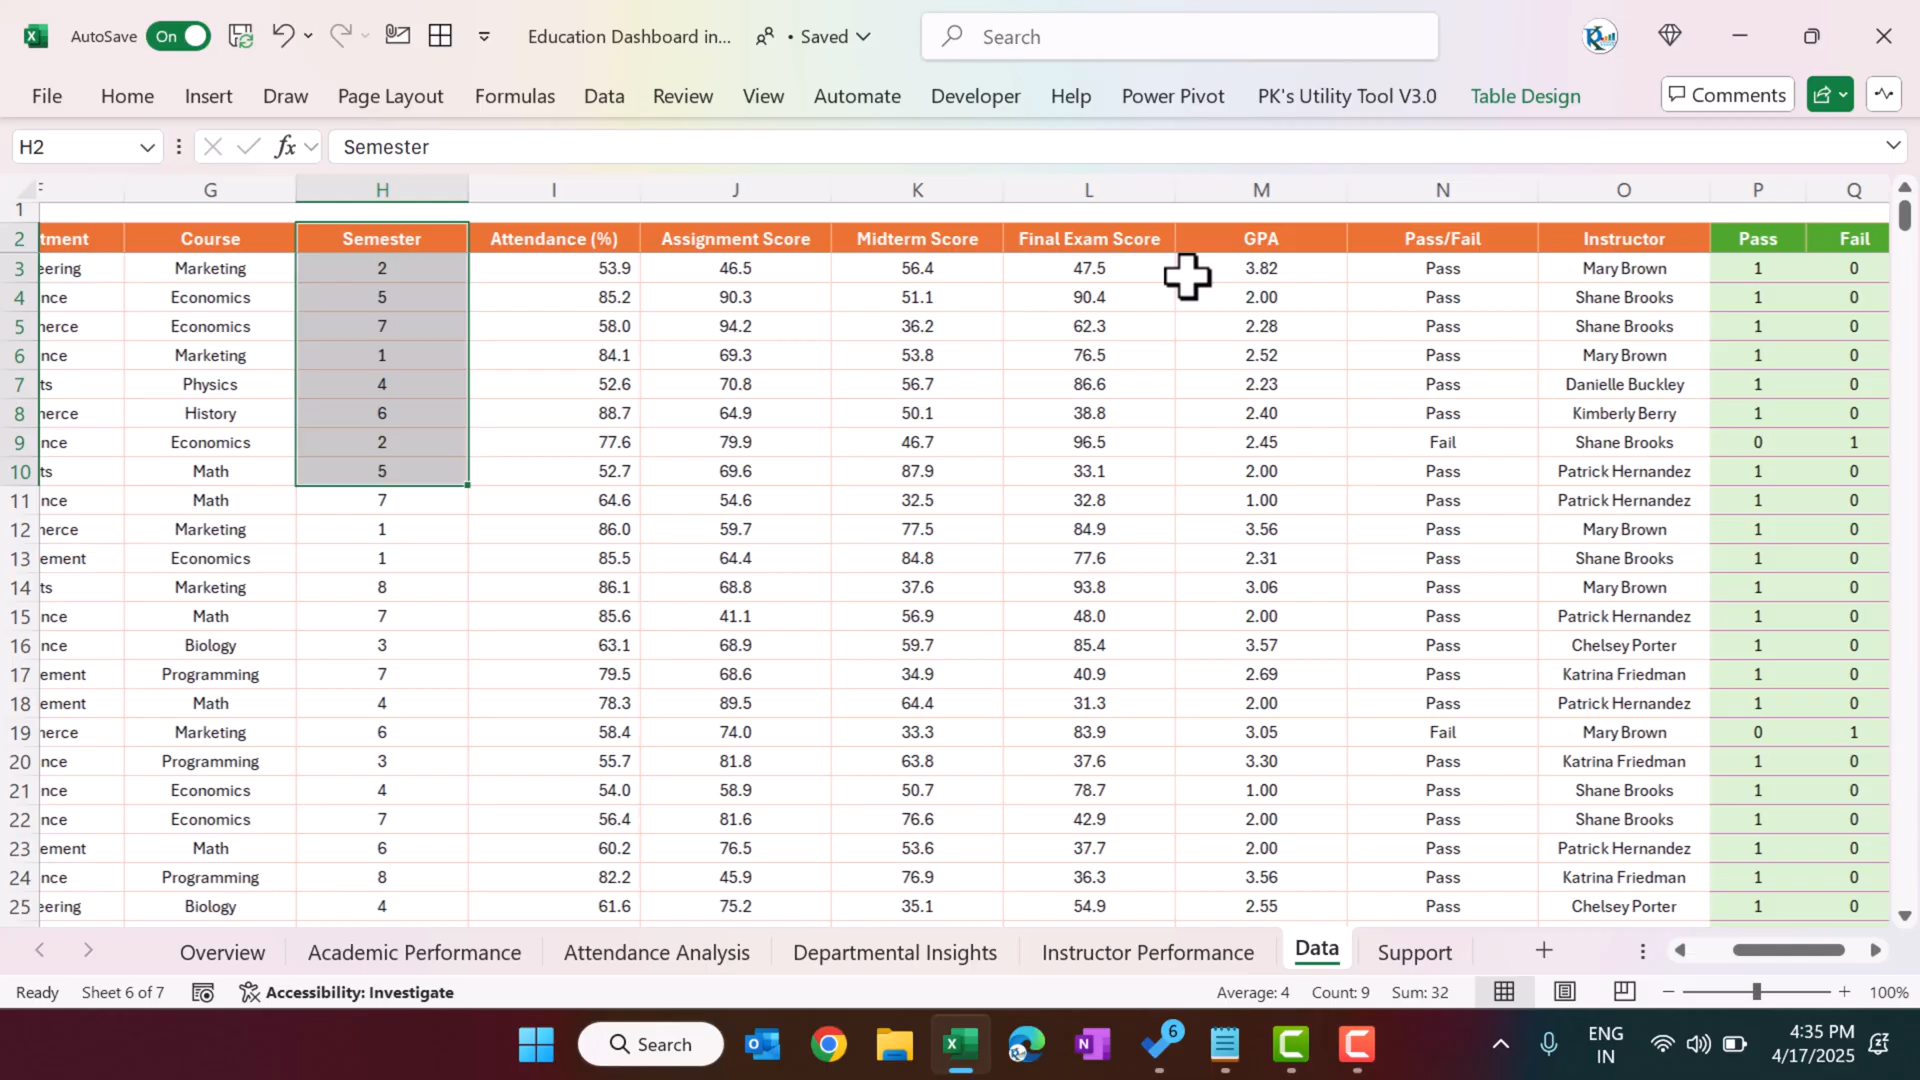 AutoSave On Education Dashboard in... • Saved Search
File Home Insert Draw Page Layout Formulas Data Review View Automate Developer Help Power Pivot PK's Utility Tool V3.0 Table Design Comments
H2 fx Semester
F G H I J K L M N O P Q
1
2 tment Course Semester Attendance (%) Assignment Score Midterm Score Final Exam Score GPA Pass/Fail Instructor Pass Fail
3 eering Marketing 2 53.9 46.5 56.4 47.5 3.82 Pass Mary Brown 1 0
4 nce Economics 5 85.2 90.3 51.1 90.4 2.00 Pass Shane Brooks 1 0
5 nerce Economics 7 58.0 94.2 36.2 62.3 2.28 Pass Shane Brooks 1 0
6 nce Marketing 1 84.1 69.3 53.8 76.5 2.52 Pass Mary Brown 1 0
7 ts Physics 4 52.6 70.8 56.7 86.6 2.23 Pass Danielle Buckley 1 0
8 nerce History 6 88.7 64.9 50.1 38.8 2.40 Pass Kimberly Berry 1 0
9 nce Economics 2 77.6 79.9 46.7 96.5 2.45 Fail Shane Brooks 0 1
10 ts Math 5 52.7 69.6 87.9 33.1 2.00 Pass Patrick Hernandez 1 0
11 nce Math 7 64.6 54.6 32.5 32.8 1.00 Pass Patrick Hernandez 1 0
12 nerce Marketing 1 86.0 59.7 77.5 84.9 3.56 Pass Mary Brown 1 0
13 ement Economics 1 85.5 64.4 84.8 77.6 2.31 Pass Shane Brooks 1 0
14 ts Marketing 8 86.1 68.8 37.6 93.8 3.06 Pass Mary Brown 1 0
15 nce Math 7 85.6 41.1 56.9 48.0 2.00 Pass Patrick Hernandez 1 0
16 nce Biology 3 63.1 68.9 59.7 85.4 3.57 Pass Chelsey Porter 1 0
17 ement Programming 7 79.5 68.6 34.9 40.9 2.69 Pass Katrina Friedman 1 0
18 ement Math 4 78.3 89.5 64.4 31.3 2.00 Pass Patrick Hernandez 1 0
19 nerce Marketing 6 58.4 74.0 33.3 83.9 3.05 Fail Mary Brown 0 1
20 nce Programming 3 55.7 81.8 63.8 37.6 3.30 Pass Katrina Friedman 1 0
21 nce Economics 4 54.0 58.9 50.7 78.7 1.00 Pass Shane Brooks 1 0
22 nce Economics 7 56.4 81.6 76.6 42.9 2.00 Pass Shane Brooks 1 0
23 ement Math 6 60.2 76.5 53.6 37.7 2.00 Pass Patrick Hernandez 1 0
24 nce Programming 8 82.2 45.9 76.9 36.3 3.56 Pass Katrina Friedman 1 0
25 eering Biology 4 61.6 75.2 35.1 54.9 2.55 Pass Chelsey Porter 1 0
Overview Academic Performance Attendance Analysis Departmental Insights Instructor Performance Data Support
Ready Sheet 6 of 7 Accessibility: Investigate Average: 4 Count: 9 Sum: 32 100%
Search 6 ENG IN 4:35 PM 4/17/2025